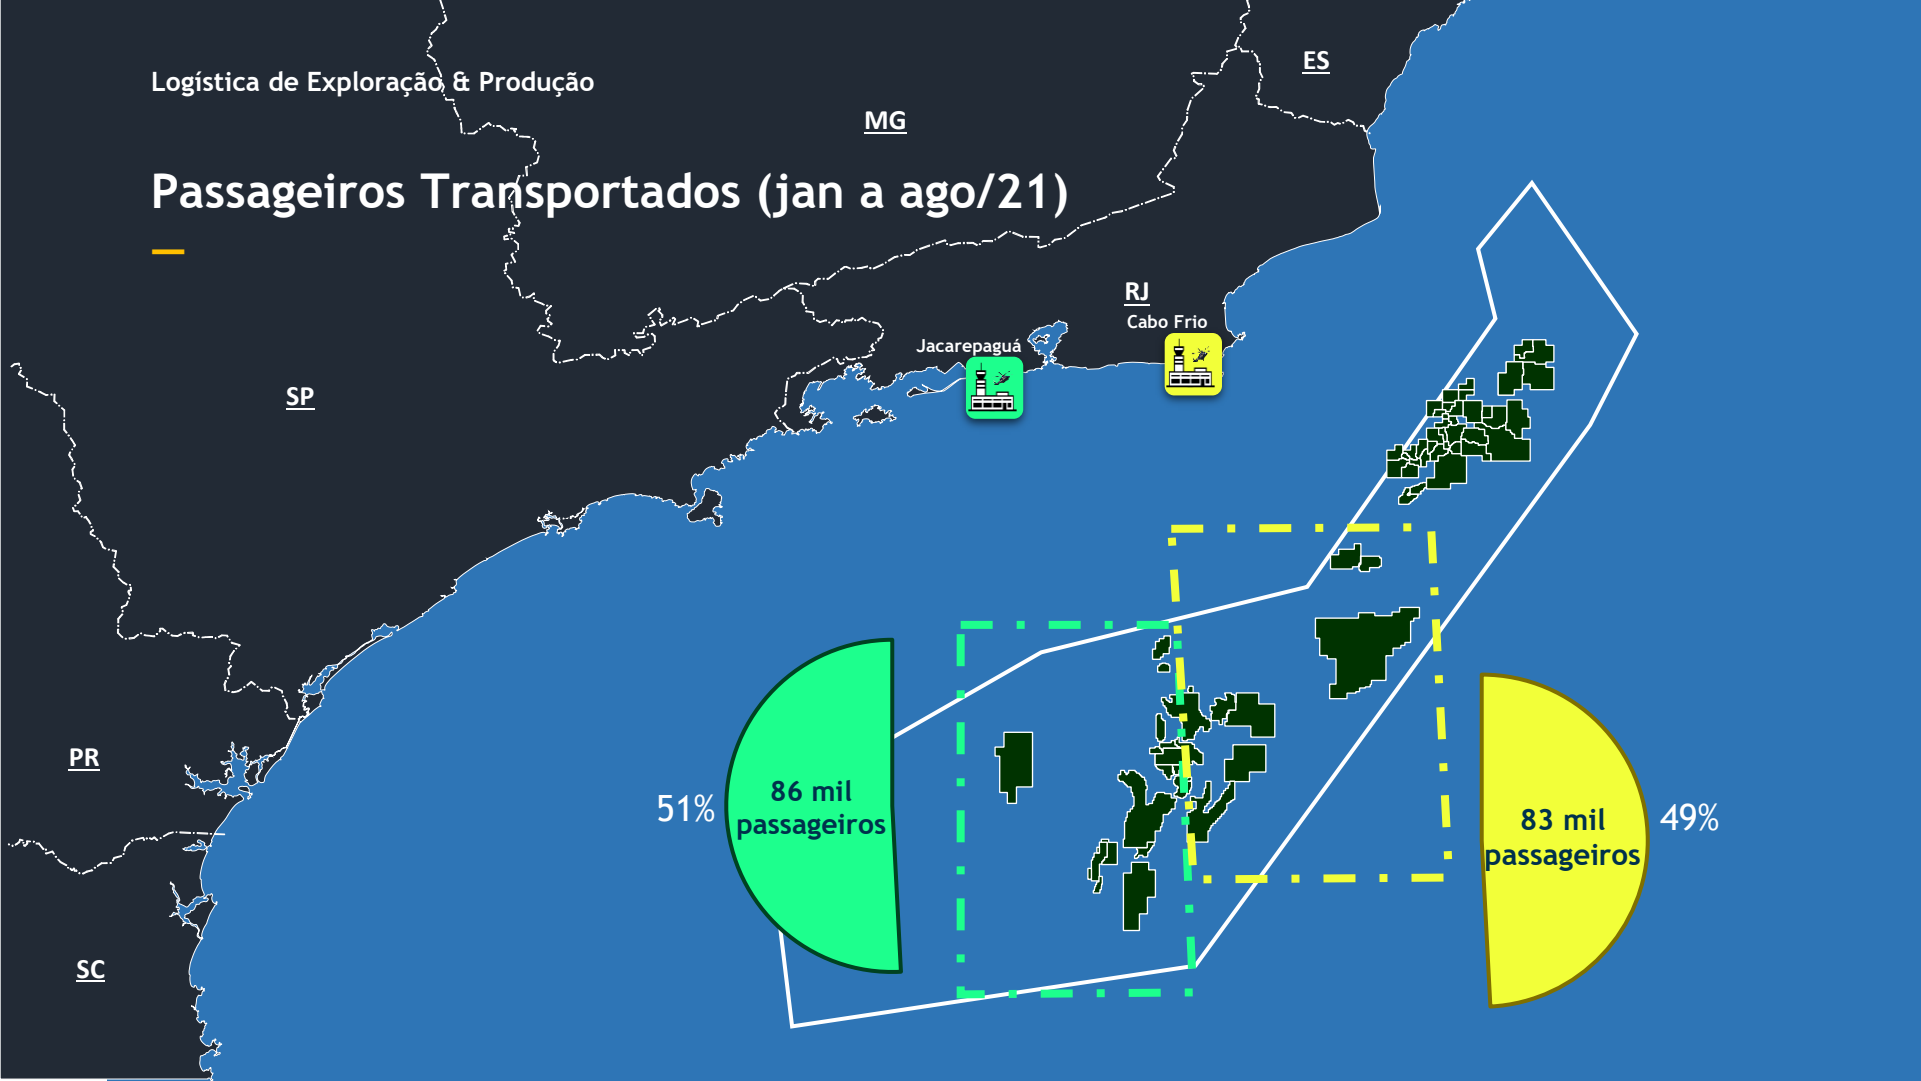 ES
Logística de Exploração & Produção
MG
Passageiros Transportados (jan a ago/21)
RJ
Cabo Frio
Jacarepaguá
SP
PR
51%
86 mil
passageiros
83 mil
passageiros
49%
SC